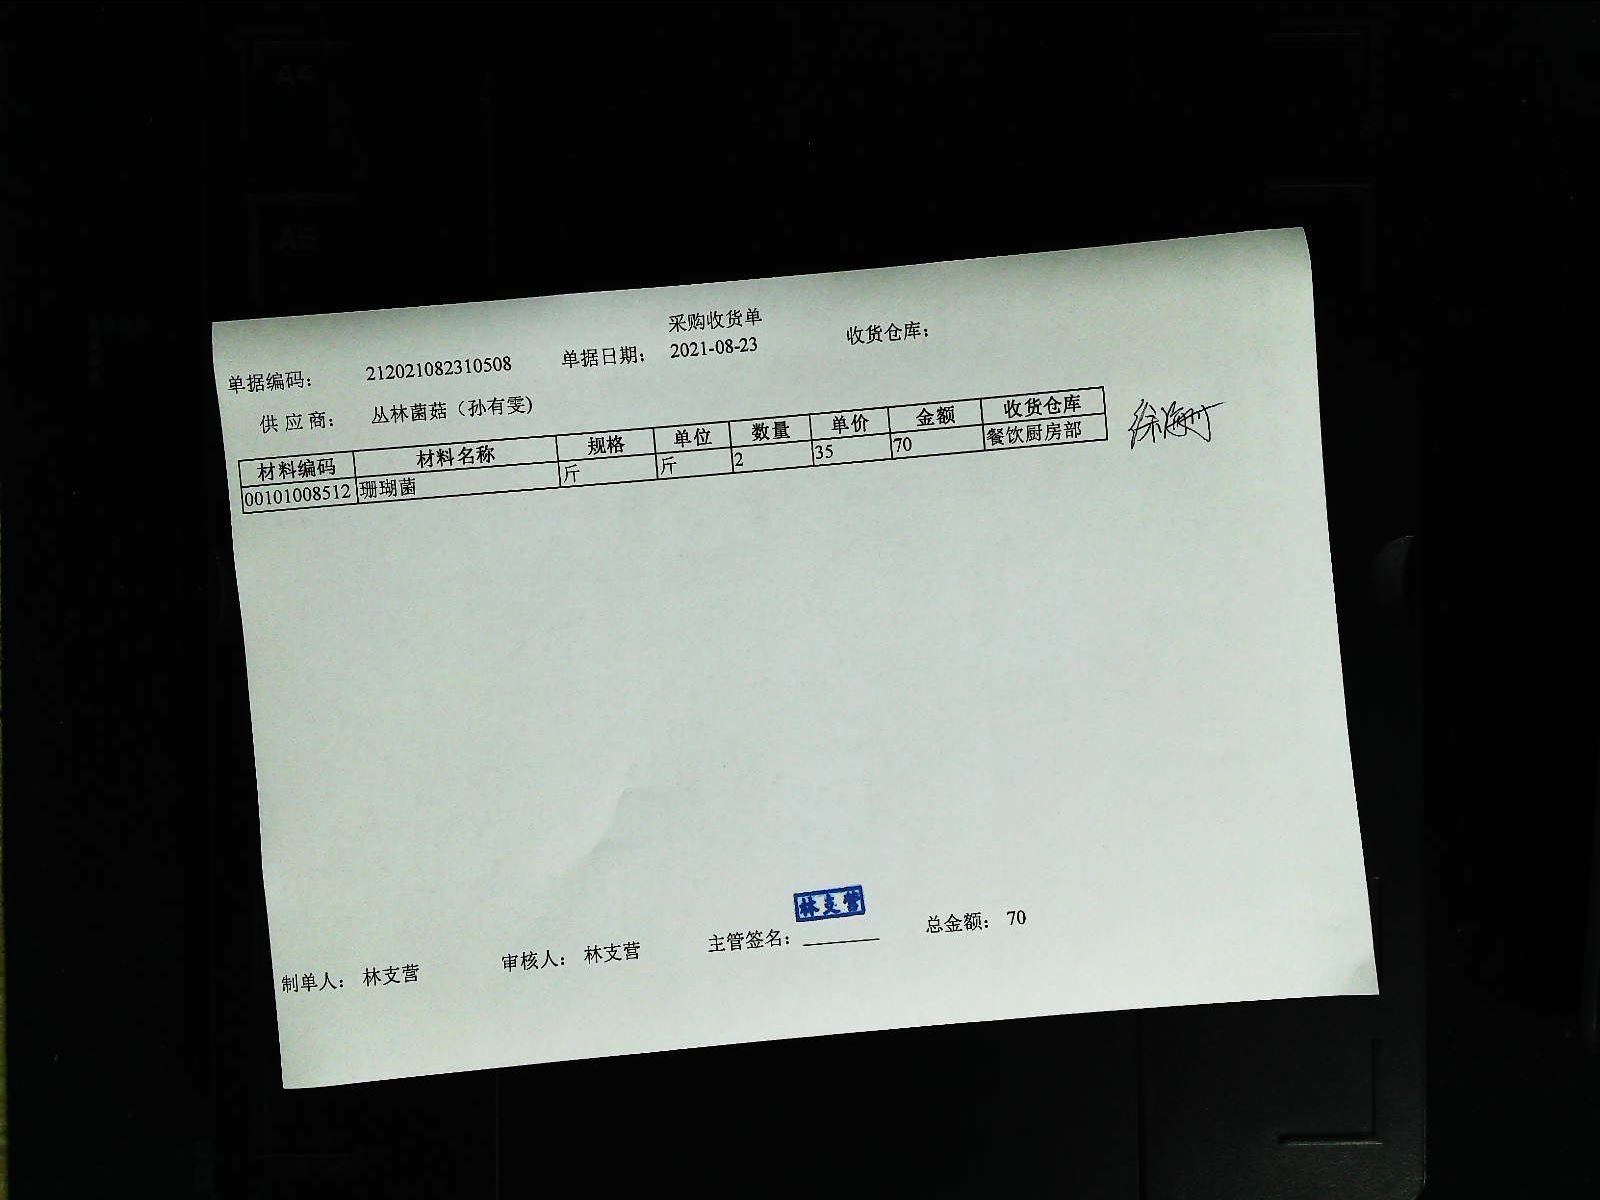 采购收货单
单据编码： 212021082310508 单据日期： 2021-08-23 收货仓库：
供 应 商： 丛林菌菇（孙有雯)
材料编码 材料名称 规格 单位 数量 单价 金额 收货仓库
00101008512 珊瑚菌 斤 斤 2 35 70 餐饮厨房部
林支营
制单人： 林支营 审核人： 林支营 主管签名： 总金额： 70
A4
A5